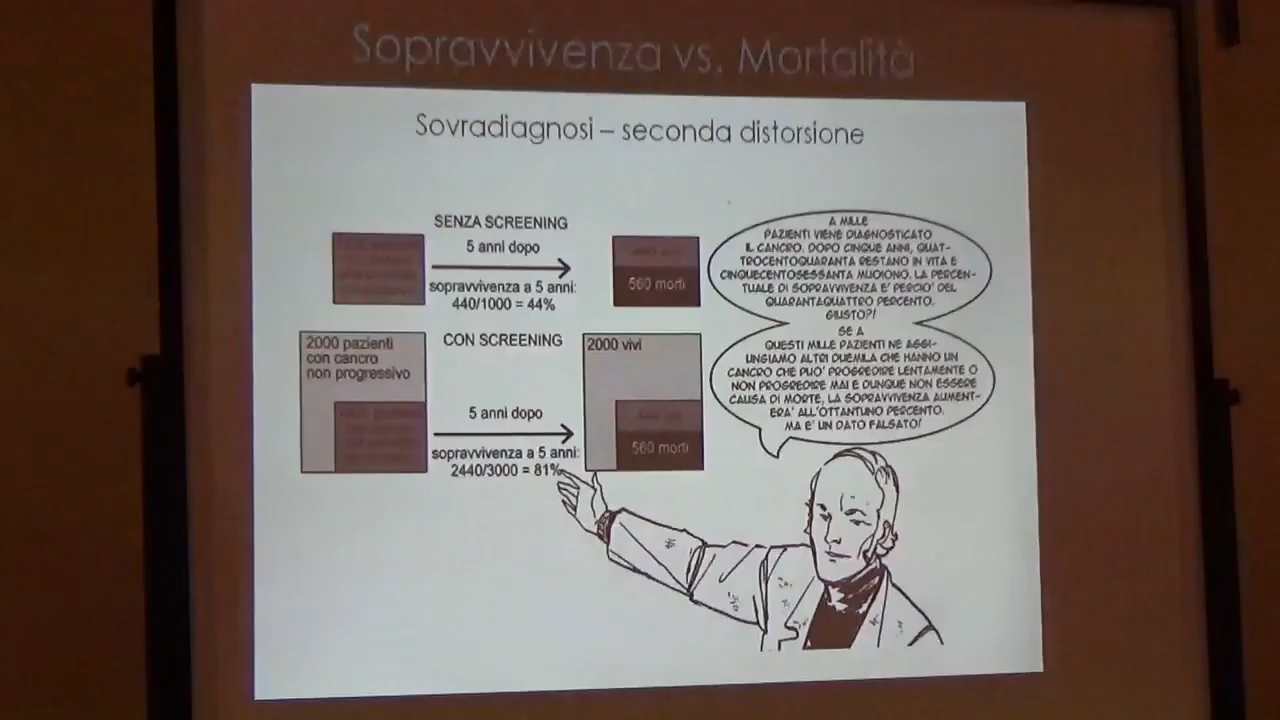 Sopravvivenza vs. Mortalità
Sovradiagnosi – seconda distorsione
SENZA SCREENING
5 anni dopo
sopravvivenza a 5 anni:
440/1000 = 44%
560 morti
A MILLE
PAZIENTI VIENE DIAGNOSTICATO
IL CANCRO. DOPO CINQUE ANNI, QUAT-
TROCENTOQUARANTA RESTANO IN VITA E
CINQUECENTOSESSANTA MUOIONO. LA PERCEN-
TUALE DI SOPRAVVIVENZA E' PERCIO' DEL
QUARANTAQUATTRO PERCENTO.
GIUSTO?!
2000 pazienti
con cancro
non progressivo
CON SCREENING
5 anni dopo
sopravvivenza a 5 anni:
2440/3000 = 81%
2000 vivi
560 morti
SE A
QUESTI MILLE PAZIENTI NE AGGI-
UNGIAMO ALTRI DUEMILA CHE HANNO UN
CANCRO CHE PUO' PROGREDIRE LENTAMENTE O
NON PROGREDIRE MAI E DUNQUE NON ESSERE
CAUSA DI MORTE, LA SOPRAVVIVENZA AUMENT-
ERA' ALL'OTTANTUNO PERCENTO.
MA E' UN DATO FALSATO!